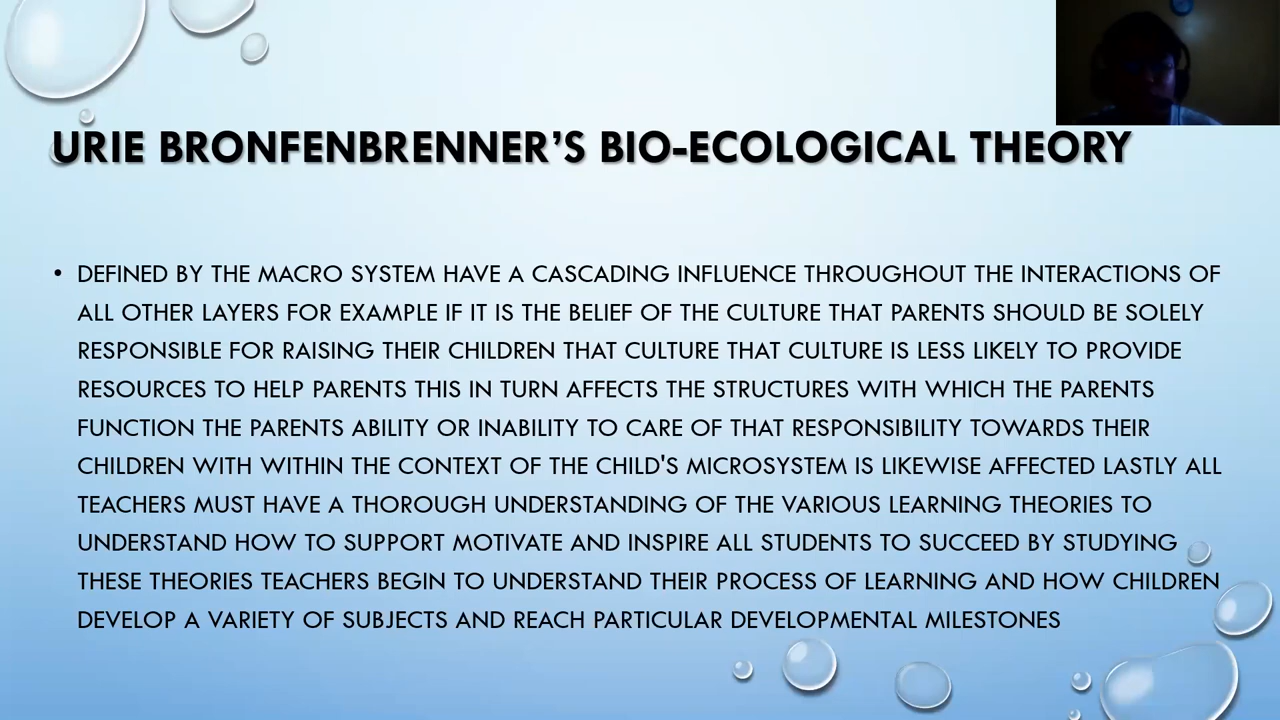 URIE BRONFENBRENNER’S BIO-ECOLOGICAL THEORY
• DEFINED BY THE MACRO SYSTEM HAVE A CASCADING INFLUENCE THROUGHOUT THE INTERACTIONS OF
ALL OTHER LAYERS FOR EXAMPLE IF IT IS THE BELIEF OF THE CULTURE THAT PARENTS SHOULD BE SOLELY
RESPONSIBLE FOR RAISING THEIR CHILDREN THAT CULTURE THAT CULTURE IS LESS LIKELY TO PROVIDE
RESOURCES TO HELP PARENTS THIS IN TURN AFFECTS THE STRUCTURES WITH WHICH THE PARENTS
FUNCTION THE PARENTS ABILITY OR INABILITY TO CARE OF THAT RESPONSIBILITY TOWARDS THEIR
CHILDREN WITH WITHIN THE CONTEXT OF THE CHILD'S MICROSYSTEM IS LIKEWISE AFFECTED LASTLY ALL
TEACHERS MUST HAVE A THOROUGH UNDERSTANDING OF THE VARIOUS LEARNING THEORIES TO
UNDERSTAND HOW TO SUPPORT MOTIVATE AND INSPIRE ALL STUDENTS TO SUCCEED BY STUDYING
THESE THEORIES TEACHERS BEGIN TO UNDERSTAND THEIR PROCESS OF LEARNING AND HOW CHILDREN
DEVELOP A VARIETY OF SUBJECTS AND REACH PARTICULAR DEVELOPMENTAL MILESTONES